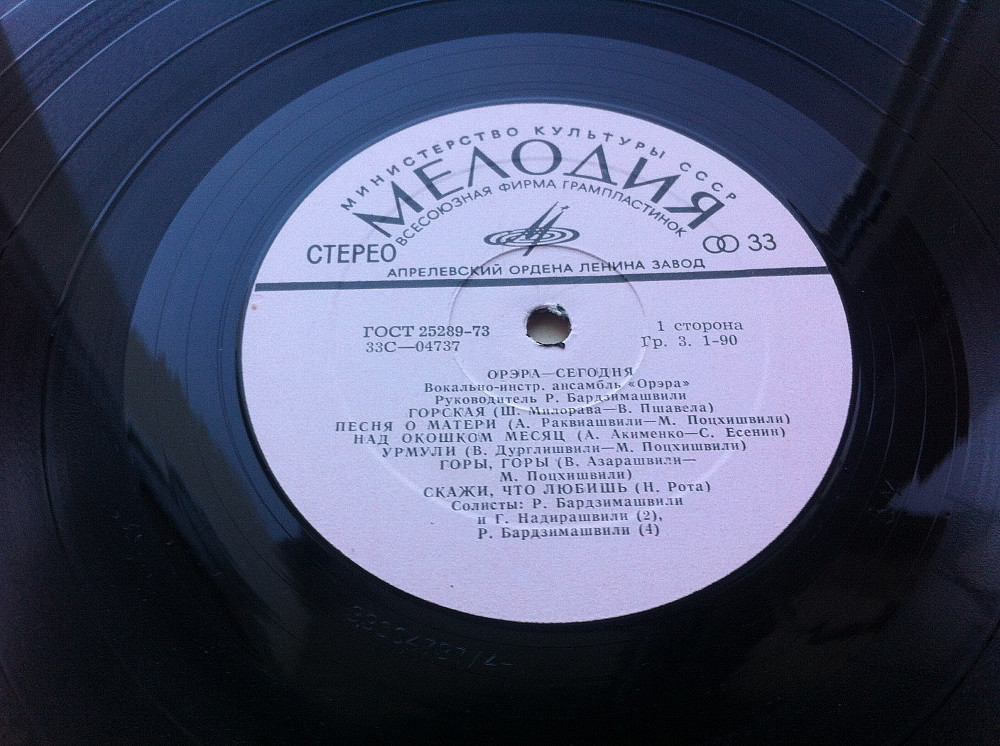 МИНИСТЕРСТВО КУЛЬТУРЫ СССР
МЕЛОДИЯ
ВСЕСОЮЗНАЯ ФИРМА ГРАМПЛАСТИНОК
СТЕРЕО
33
АПРЕЛЕВСКИЙ ОРДЕНА ЛЕНИНА ЗАВОД
ГОСТ 25289-73 1 сторона
33С—04737 Гр. 3. 1-90
ОРЭРА—СЕГОДНЯ
Вокально-инстр. ансамбль «Орэра»
Руководитель Р. Бардзимашвили
ГОРСКАЯ (Ш. Милорава—В. Пшавела)
ПЕСНЯ О МАТЕРИ (А. Раквиашвили—М. Поцхишвили)
НАД ОКОШКОМ МЕСЯЦ (А. Акименко—С. Есенин)
УРМУЛИ (В. Дурглишвили—М. Поцхишвили)
ГОРЫ, ГОРЫ (В. Азарашвили—
М. Поцхишвили)
СКАЖИ, ЧТО ЛЮБИШЬ (Н. Рота)
Солисты: Р. Бардзимашвили
и Г. Надирашвили (2),
Р. Бардзимашвили (4)